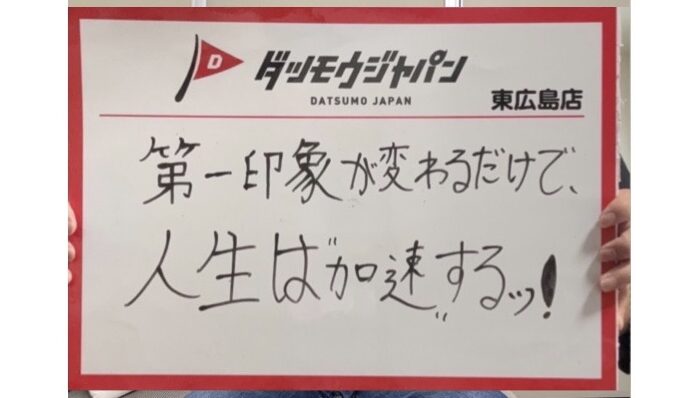 D
ダツモウジャパン
DATSUMO JAPAN
東広島店
第一印象が変わるだけで、
人生は"加速"するッ!